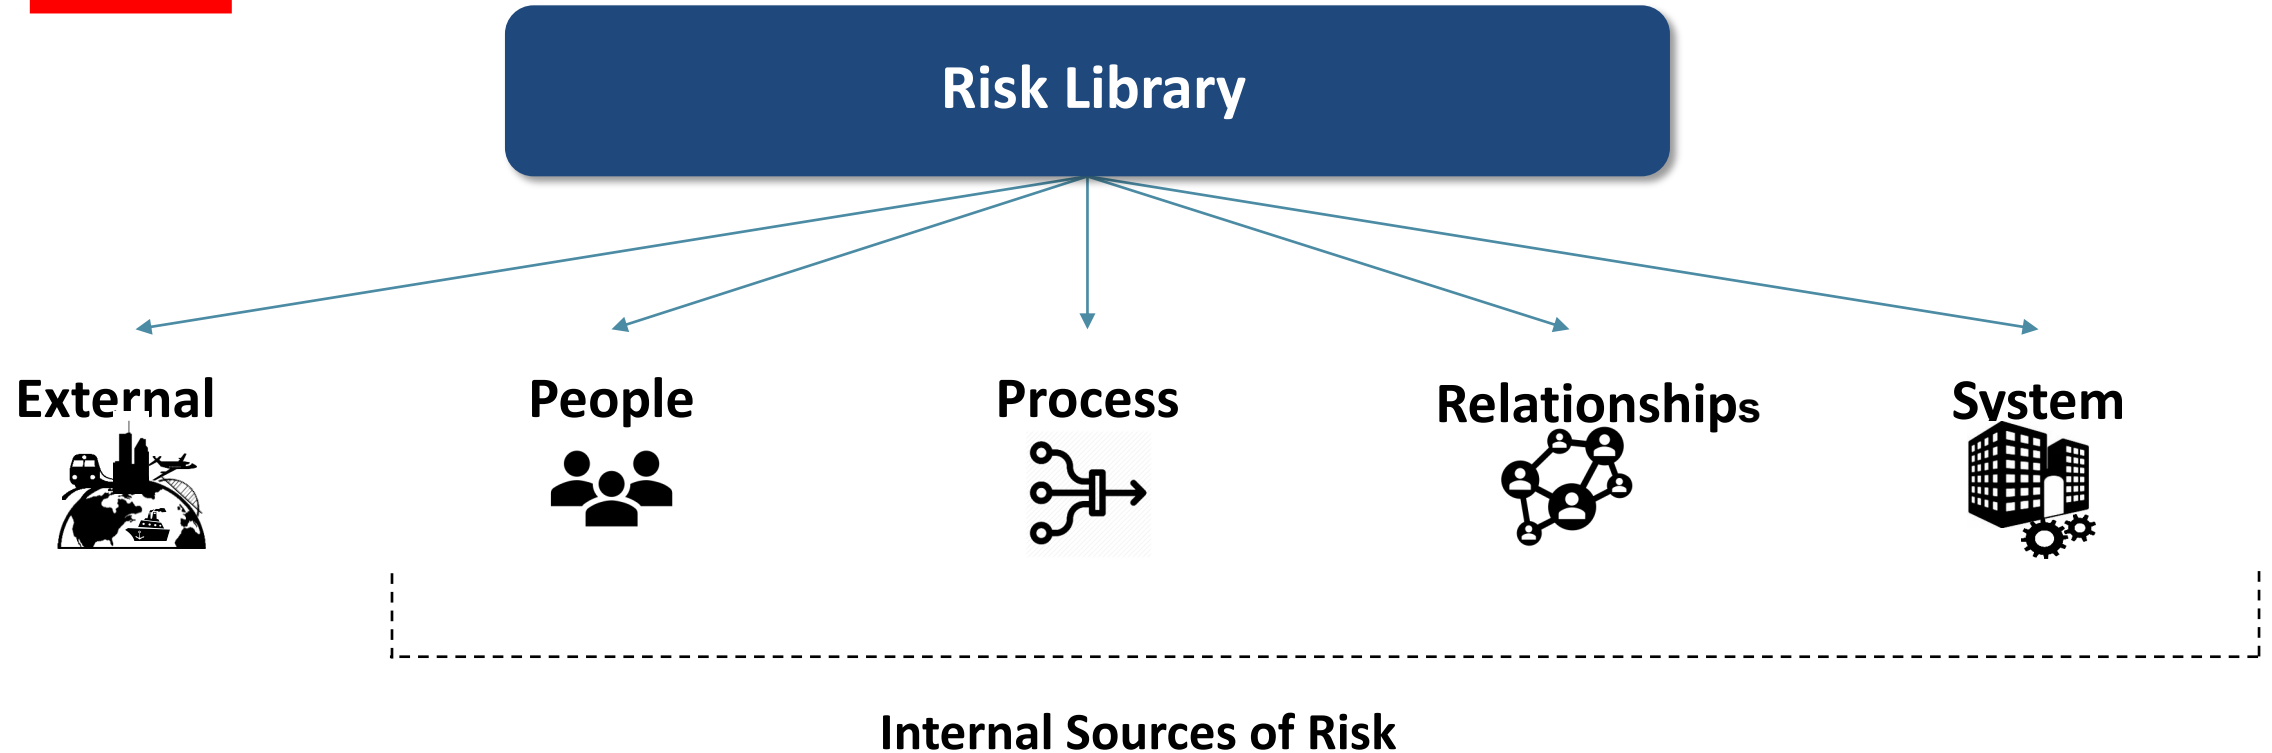 Risk Library
External
People
Process
Relationships
System
Internal Sources of Risk